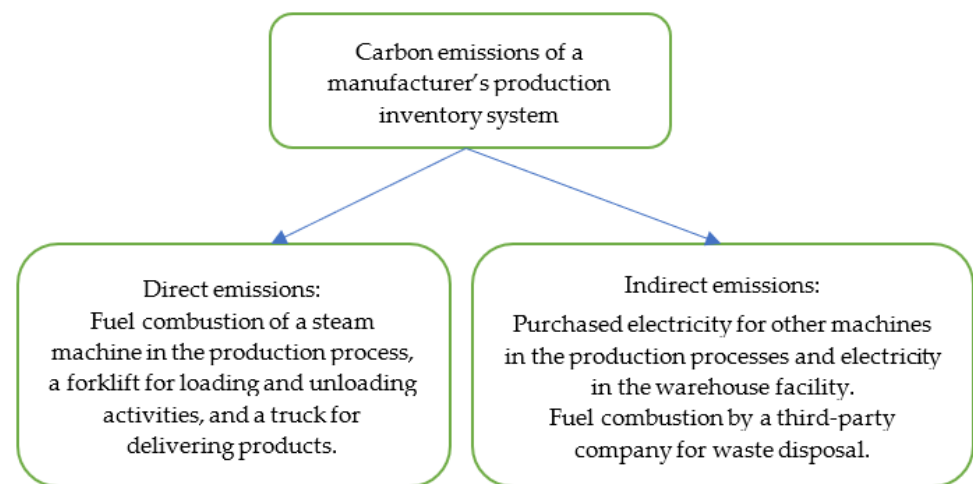 Carbon emissions of a
manufacturer's production
inventory system
Direct emissions:
Fuel combustion of a steam
machine in the production process,
a forklift for loading and unloading
activities, and a truck for
delivering products.
Indirect emissions:
Purchased electricity for other machines
in the production processes and electricity
in the warehouse facility.
Fuel combustion by a third-party
company for waste disposal.